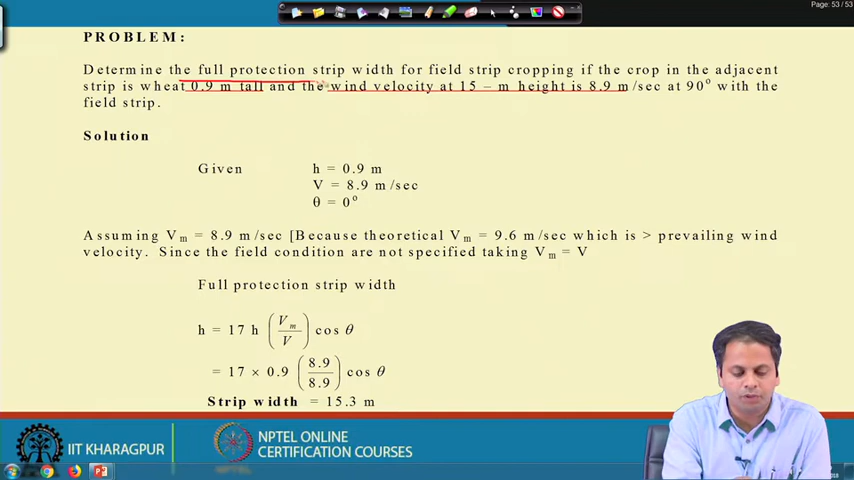 Page: 53 / 53
PROBLEM:
Determine the full protection strip width for field strip cropping if the crop in the adjacent
strip is wheat 0.9 m tall and the wind velocity at 15 – m height is 8.9 m/sec at 90° with the
field strip.
Solution
Given h = 0.9 m
V = 8.9 m/sec
θ = 0°
Assuming Vm = 8.9 m/sec [Because theoretical Vm = 9.6 m/sec which is > prevailing wind
velocity. Since the field condition are not specified taking Vm = V
Full protection strip width
h = 17 h (Vm/V) cos θ
= 17 × 0.9 (8.9/8.9) cos θ
Strip width = 15.3 m
IIT KHARAGPUR
NPTEL ONLINE
CERTIFICATION COURSES